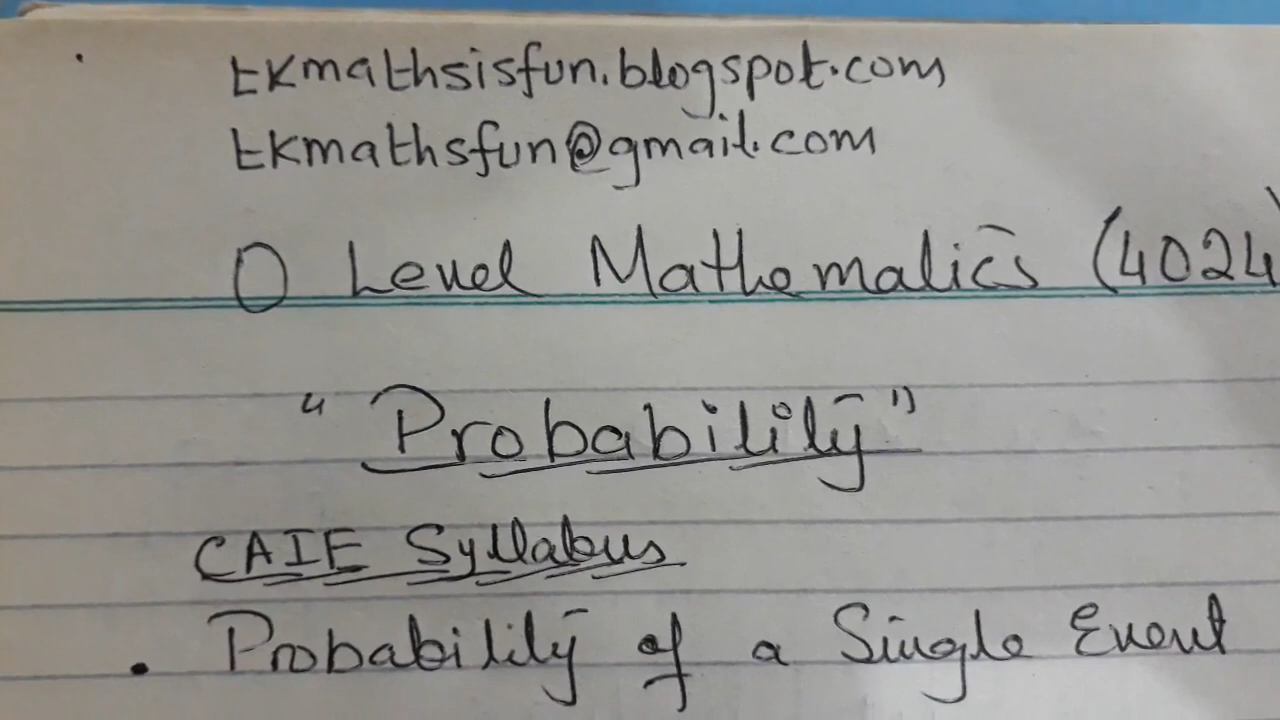 tkmathsisfun.blogspot.com
tkmathsfun@gmail.com
O Level Mathematics (4024)
"Probability"
CAIE Syllabus
. Probability of a Single Event